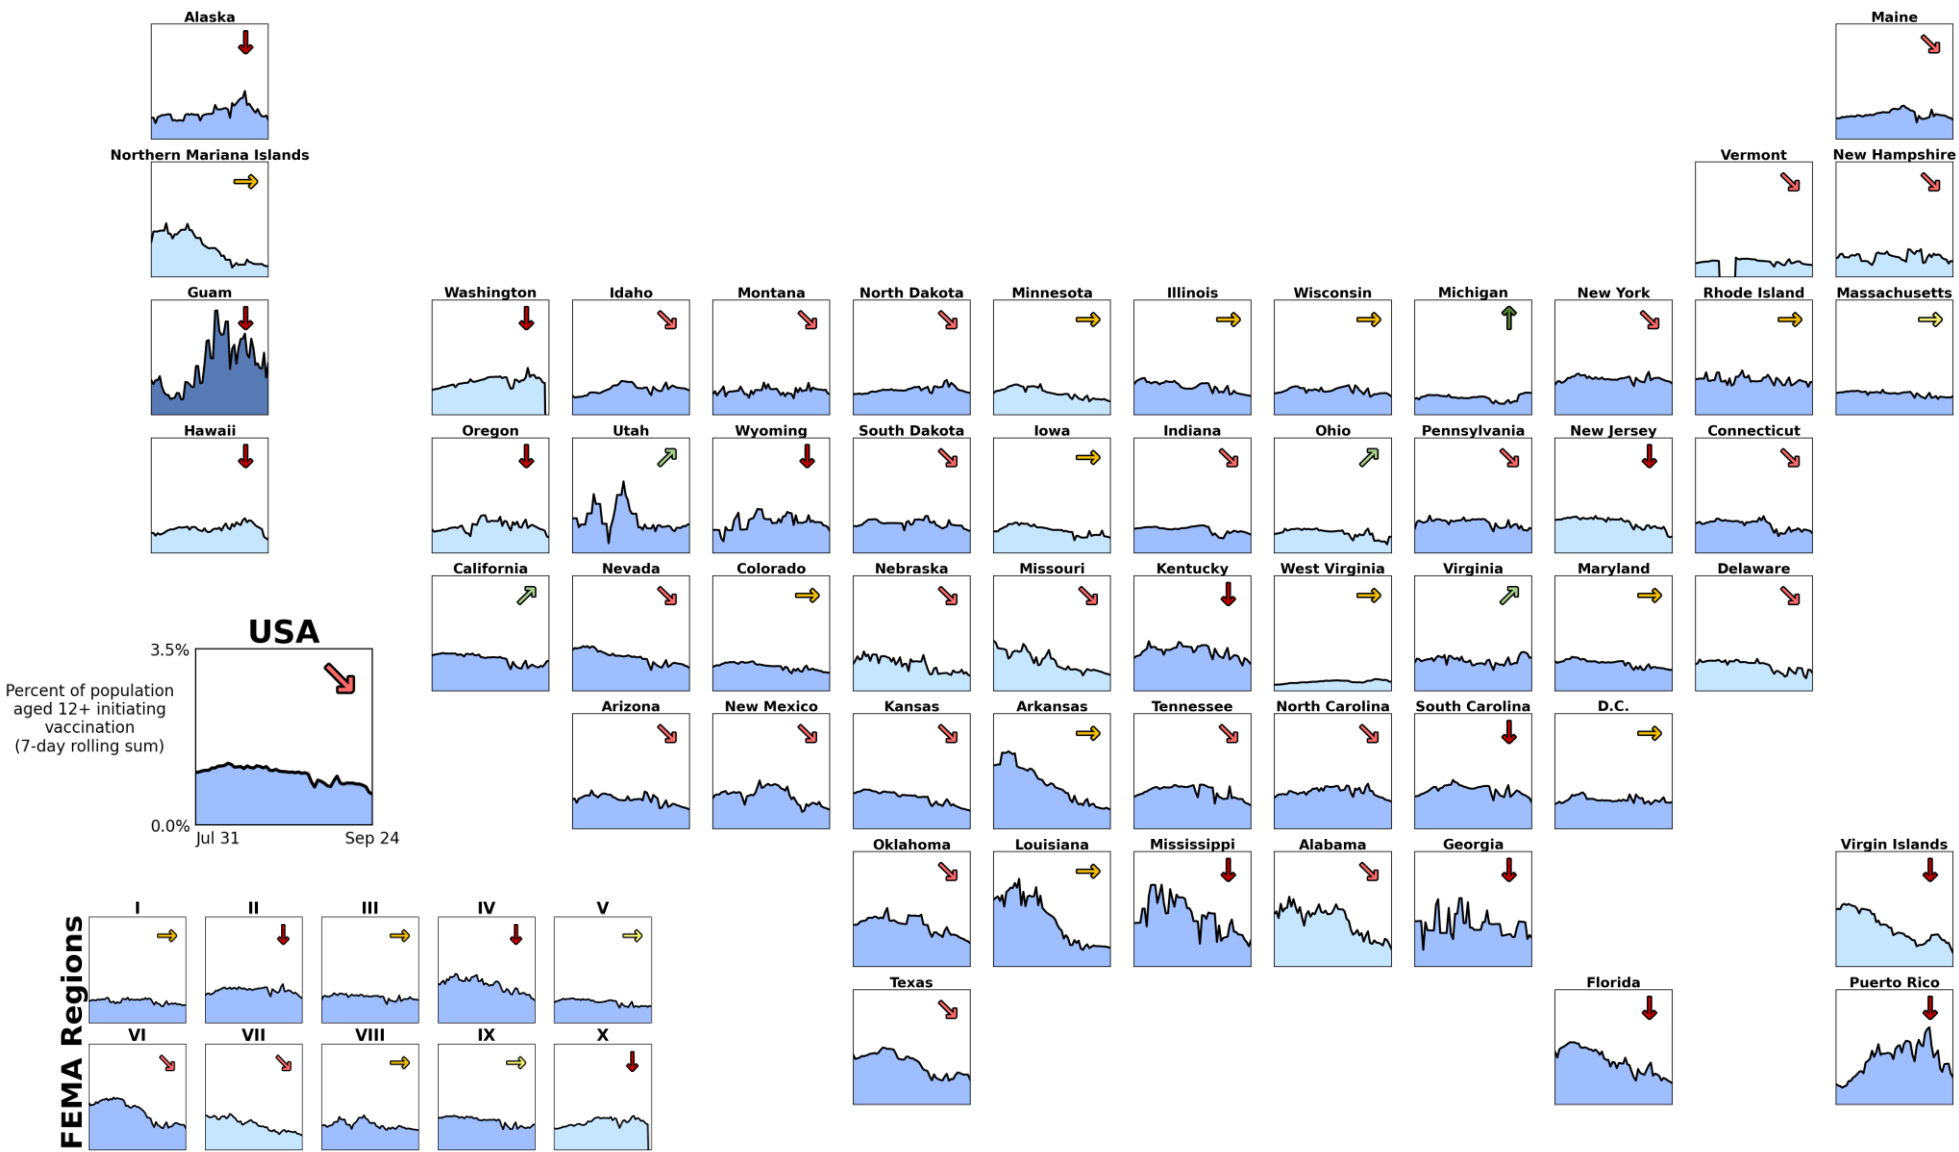 Alaska
Maine
Northern Mariana Islands
Vermont
New Hampshire
Guam
Washington
Idaho
Montana
North Dakota
Minnesota
Illinois
Wisconsin
Michigan
New York
Rhode Island
Massachusetts
Hawaii
Oregon
Utah
Wyoming
South Dakota
Iowa
Indiana
Ohio
Pennsylvania
New Jersey
Connecticut
California
Nevada
Colorado
Nebraska
Missouri
Kentucky
West Virginia
Virginia
Maryland
Delaware
USA
3.5%
Percent of population
aged 12+ initiating
vaccination
(7-day rolling sum)
0.0%
Jul 31
Sep 24
Arizona
New Mexico
Kansas
Arkansas
Tennessee
North Carolina
South Carolina
D.C.
Oklahoma
Louisiana
Mississippi
Alabama
Georgia
Virgin Islands
Texas
Florida
Puerto Rico
FEMA Regions
I
II
III
IV
V
VI
VII
VIII
IX
X